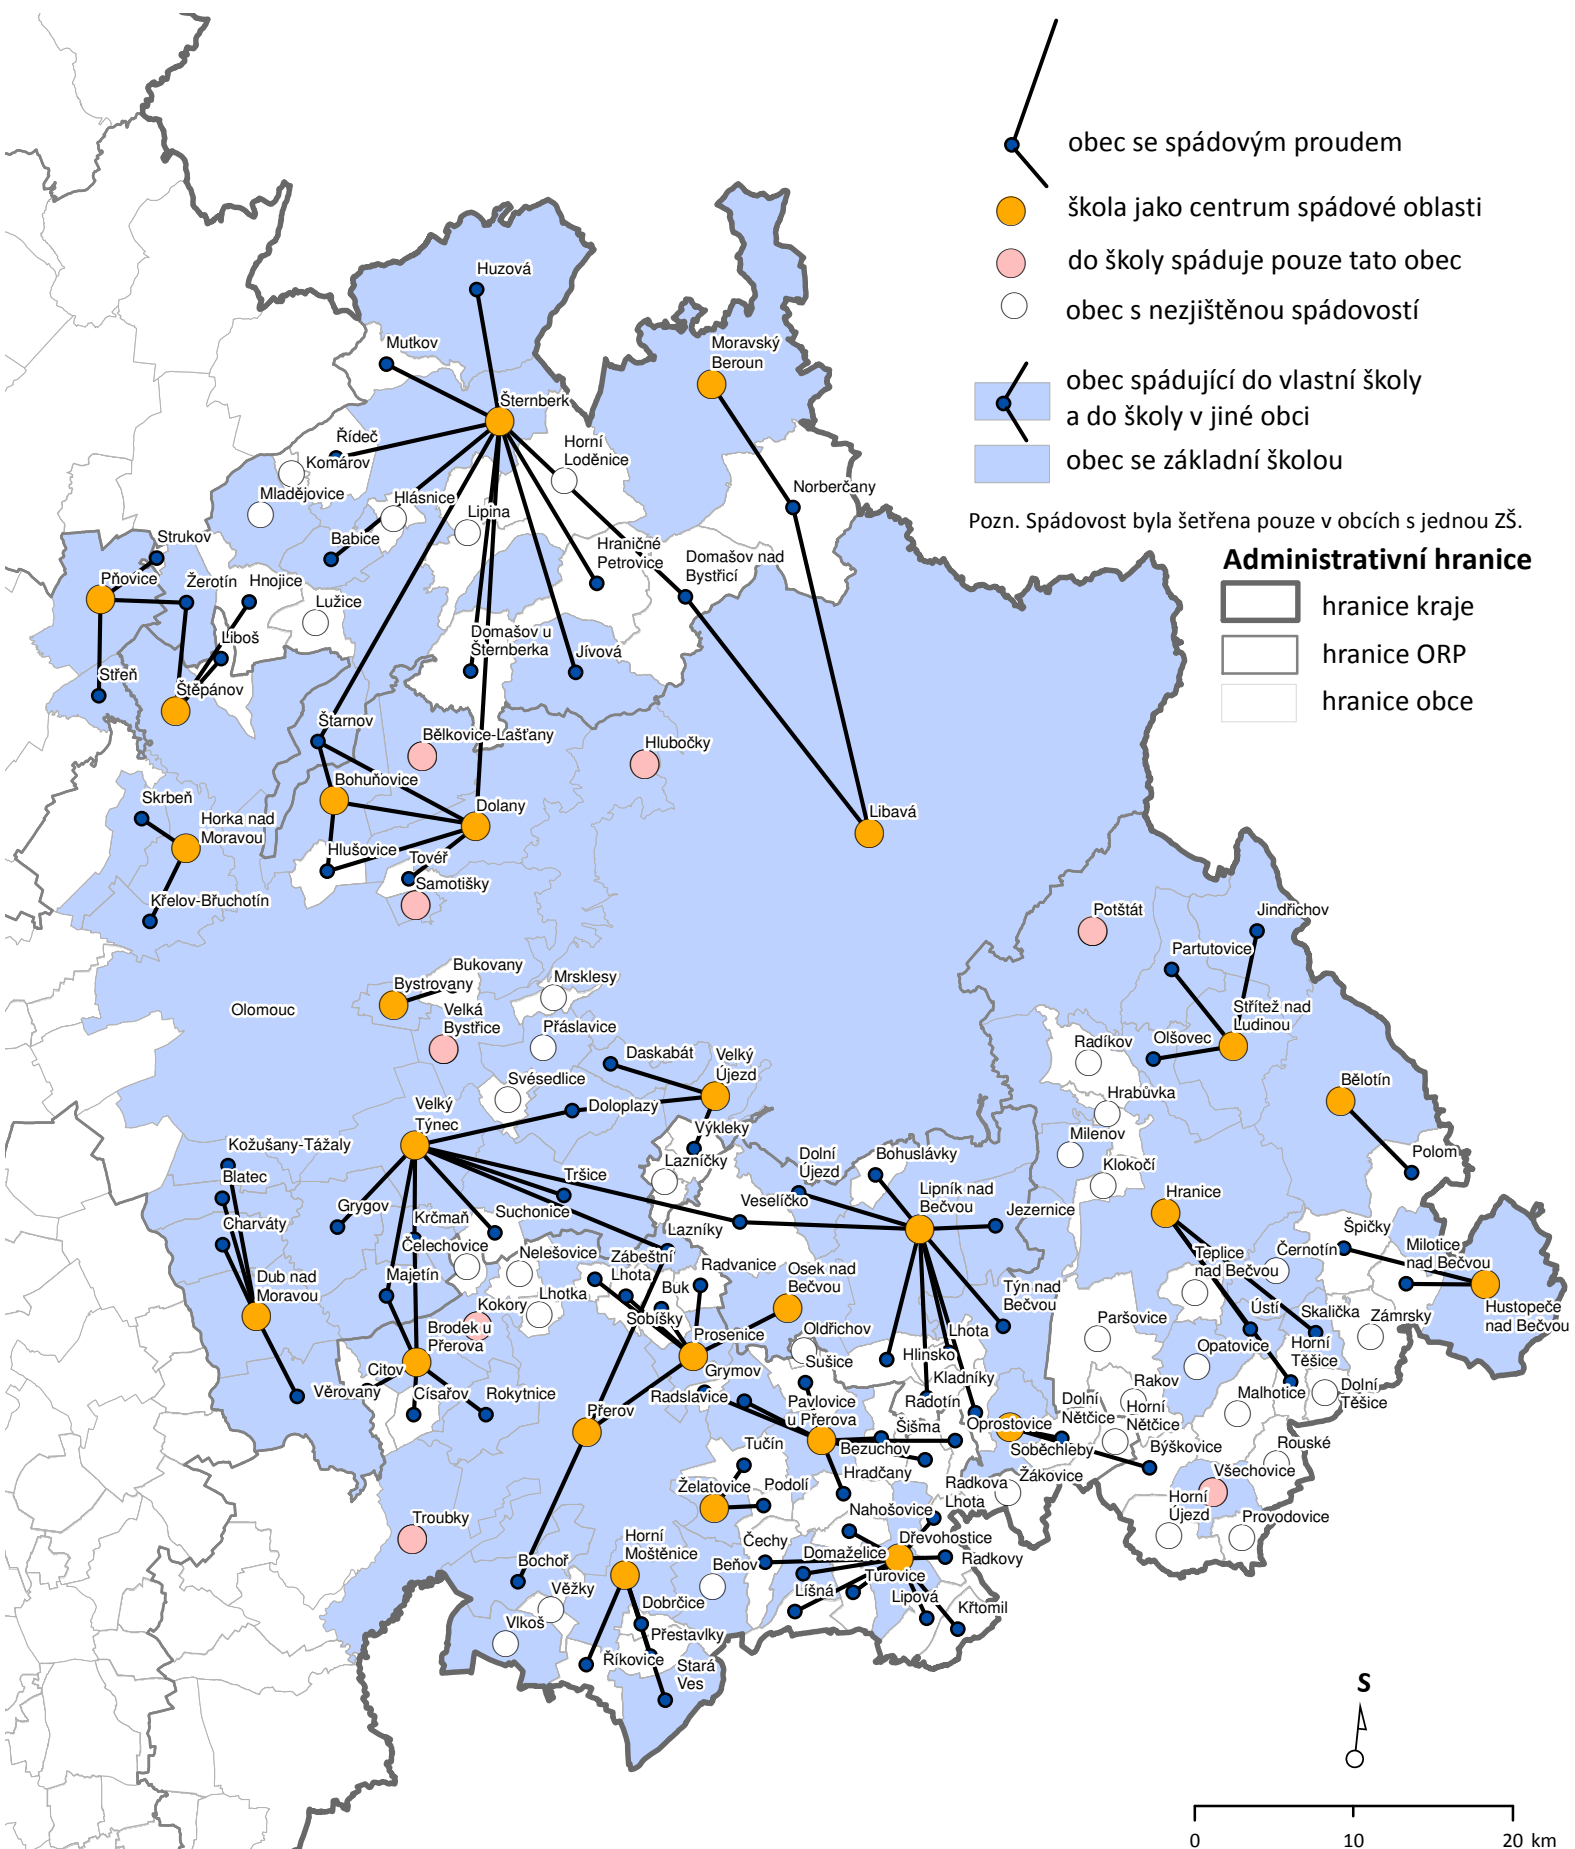 obec se spádovým proudem
škola jako centrum spádové oblasti
do školy spáduje pouze tato obec
obec s nezjištěnou spádovostí
obec spádující do vlastní školy
a do školy v jiné obci
obec se základní školou
Pozn. Spádovost byla šetřena pouze v obcích s jednou ZŠ.
Administrativní hranice
hranice kraje
hranice ORP
hranice obce
Huzová
Mutkov
Moravský
Beroun
Šternberk
Řídeč
Komárov
Horní
Loděnice
Mladějovice
Hlásnice
Lipina
Norberčany
Babice
Strukov
Hraničné
Petrovice
Domašov nad
Bystřicí
Pňovice
Žerotín
Hnojice
Lužice
Liboš
Domašov u
Šternberka
Jívová
Střeň
Štěpánov
Štarnov
Bělkovice-Lašťany
Hlubočky
Bohuňovice
Dolany
Libavá
Skrbeň
Horka nad
Moravou
Hlušovice
Tovéř
Samotišky
Křelov-Břuchotín
Potštát
Jindřichov
Partutovice
Bukovany
Bystrovany
Mrsklesy
Olomouc
Velká
Bystřice
Přáslavice
Střítež nad
Ludinou
Olšovec
Radíkov
Daskabát
Velký
Újezd
Svésedlice
Bělotín
Hrabůvka
Doloplazy
Velký
Týnec
Výkleky
Milenov
Kožušany-Tážaly
Blatec
Lazníčky
Dolní
Újezd
Bohuslávky
Klokočí
Polom
Tršice
Veselíčko
Lipník nad
Bečvou
Hranice
Grygov
Suchonice
Jezernice
Charváty
Krčmaň
Lazníky
Špičky
Čelechovice
Nelešovice
Zábeštní
Lhota
Radvanice
Osek nad
Bečvou
Teplice
nad Bečvou
Černotín
Milotice
nad Bečvou
Dub nad
Moravou
Majetín
Buk
Týn nad
Bečvou
Kokory
Lhotka
Sobíšky
Ústí
Skalička
Zámrsky
Hustopeče
nad Bečvou
Paršovice
Brodek u
Přerova
Prosenice
Oldřichov
Lhota
Opatovice
Horní
Těšice
Citov
Grymov
Sušice
Hlinsko
Věrovany
Císařov
Rokytnice
Radslavice
Pavlovice
u Přerova
Kladníky
Rakov
Malhotice
Dolní
Těšice
Radotín
Dolní
Nětčice
Horní
Nětčice
Přerov
Šišma
Oprostovice
Bezuchov
Soběchleby
Býškovice
Rouské
Tučín
Hradčany
Žákovice
Všechovice
Želatovice
Podolí
Radkova
Lhota
Horní
Újezd
Troubky
Nahošovice
Provodovice
Horní
Moštěnice
Čechy
Dřevohostice
Bochoř
Beňov
Domaželice
Radkovy
Turovice
Věžky
Líšná
Lipová
Křtomil
Dobrčice
Vlkoš
Přestavlky
Říkovice
Stará
Ves
S
0 10 20 km